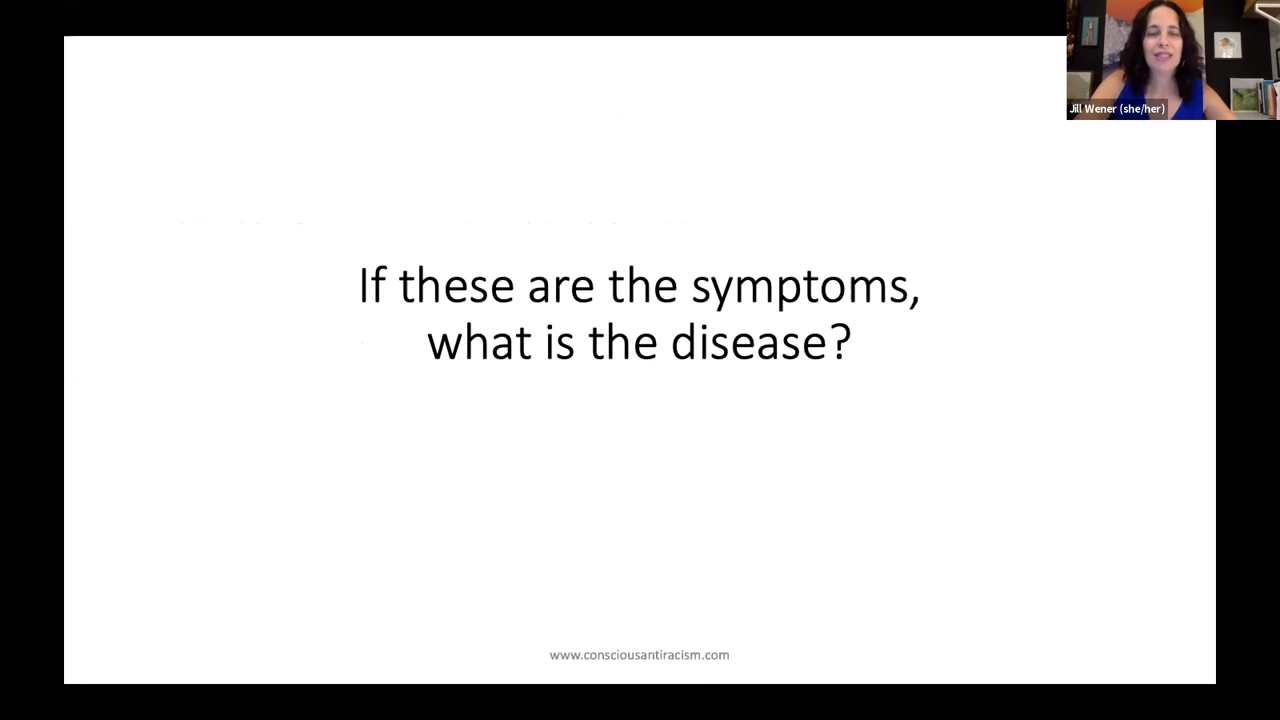 Jill Wener (she/her)
If these are the symptoms,
what is the disease?
www.consciousantiracism.com